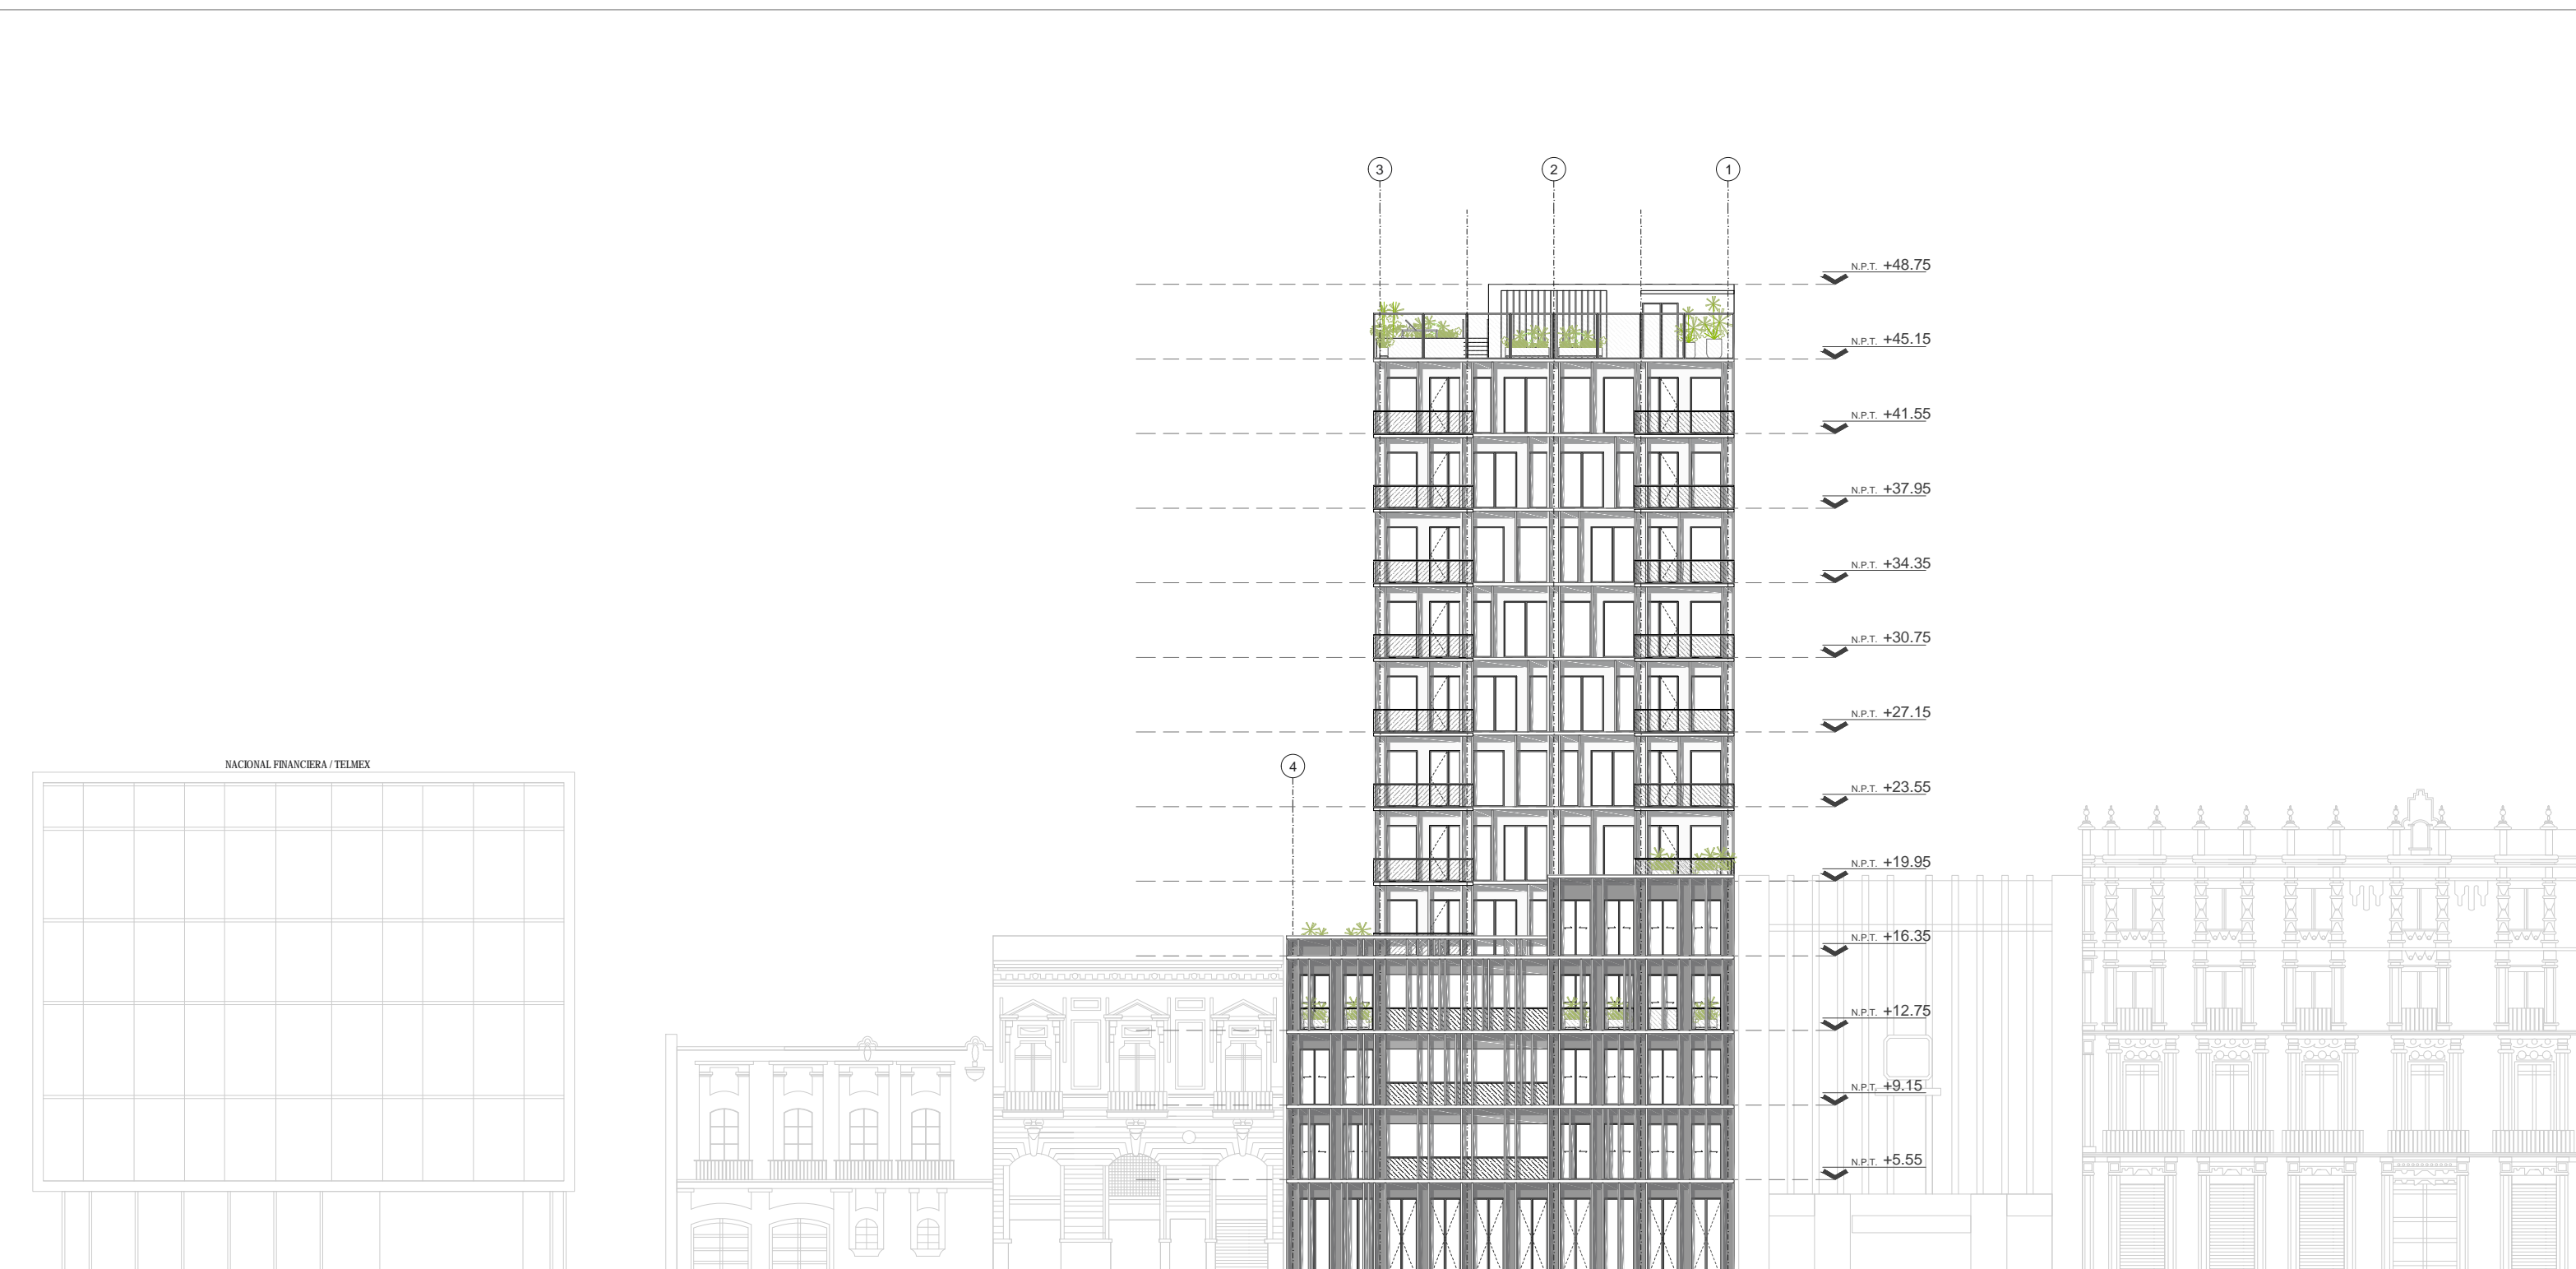 3 2 1
N.P.T. +48.75
N.P.T. +45.15
N.P.T. +41.55
N.P.T. +37.95
N.P.T. +34.35
N.P.T. +30.75
N.P.T. +27.15
NACIONAL FINANCIERA / TELMEX
4
N.P.T. +23.55
N.P.T. +19.95
N.P.T. +16.35
N.P.T. +12.75
N.P.T. +9.15
N.P.T. +5.55